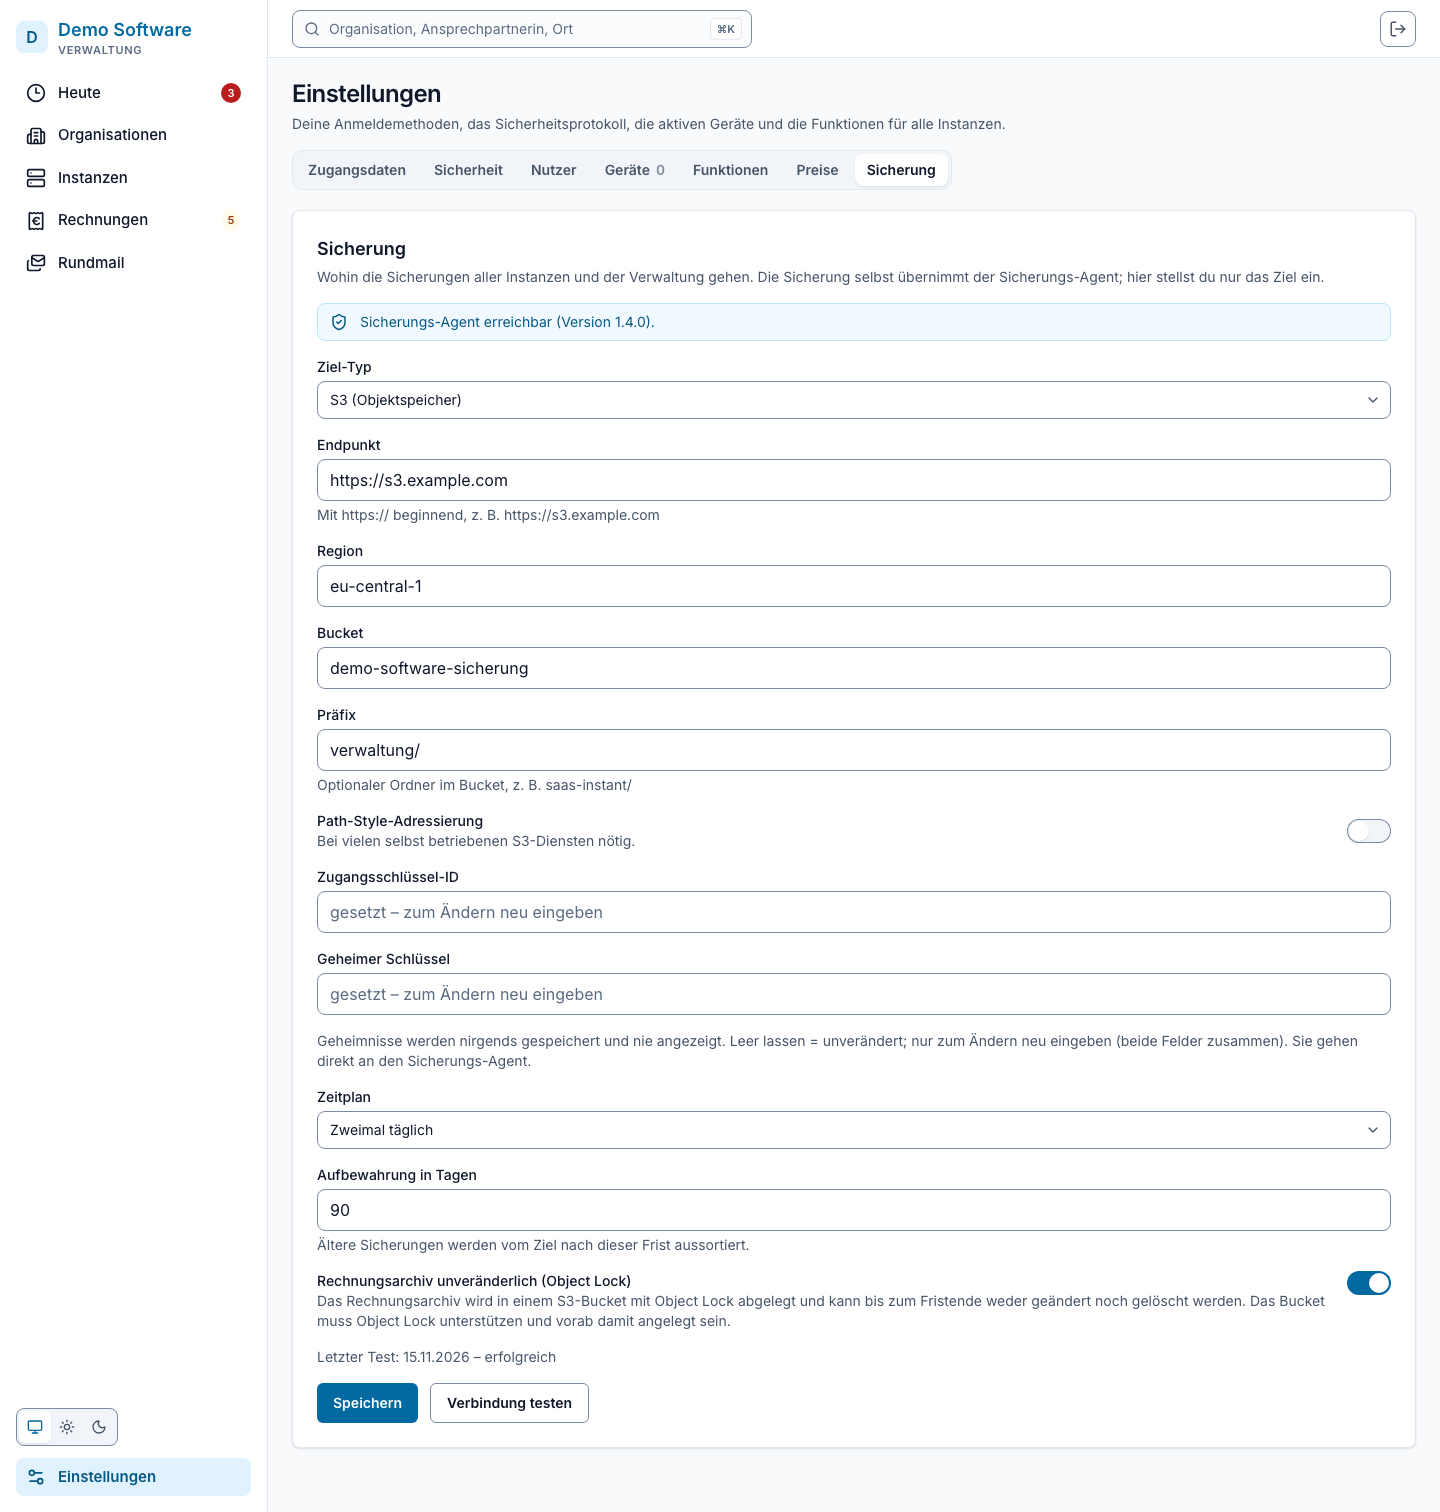 D
Demo Software
VERWALTUNG
Heute
3
Organisationen
Instanzen
Rechnungen
5
Rundmail
Einstellungen
Organisation, Ansprechpartnerin, Ort
⌘K
Einstellungen
Deine Anmeldemethoden, das Sicherheitsprotokoll, die aktiven Geräte und die Funktionen für alle Instanzen.
Zugangsdaten Sicherheit Nutzer Geräte 0 Funktionen Preise Sicherung
Sicherung
Wohin die Sicherungen aller Instanzen und der Verwaltung gehen. Die Sicherung selbst übernimmt der Sicherungs-Agent; hier stellst du nur das Ziel ein.
Sicherungs-Agent erreichbar (Version 1.4.0).
Ziel-Typ
S3 (Objektspeicher)
Endpunkt
https://s3.example.com
Mit https:// beginnend, z. B. https://s3.example.com
Region
eu-central-1
Bucket
demo-software-sicherung
Präfix
verwaltung/
Optionaler Ordner im Bucket, z. B. saas-instant/
Path-Style-Adressierung
Bei vielen selbst betriebenen S3-Diensten nötig.
Zugangsschlüssel-ID
gesetzt – zum Ändern neu eingeben
Geheimer Schlüssel
gesetzt – zum Ändern neu eingeben
Geheimnisse werden nirgends gespeichert und nie angezeigt. Leer lassen = unverändert; nur zum Ändern neu eingeben (beide Felder zusammen). Sie gehen
direkt an den Sicherungs-Agent.
Zeitplan
Zweimal täglich
Aufbewahrung in Tagen
90
Ältere Sicherungen werden vom Ziel nach dieser Frist aussortiert.
Rechnungsarchiv unveränderlich (Object Lock)
Das Rechnungsarchiv wird in einem S3-Bucket mit Object Lock abgelegt und kann bis zum Fristende weder geändert noch gelöscht werden. Das Bucket
muss Object Lock unterstützen und vorab damit angelegt sein.
Letzter Test: 15.11.2026 – erfolgreich
Speichern Verbindung testen